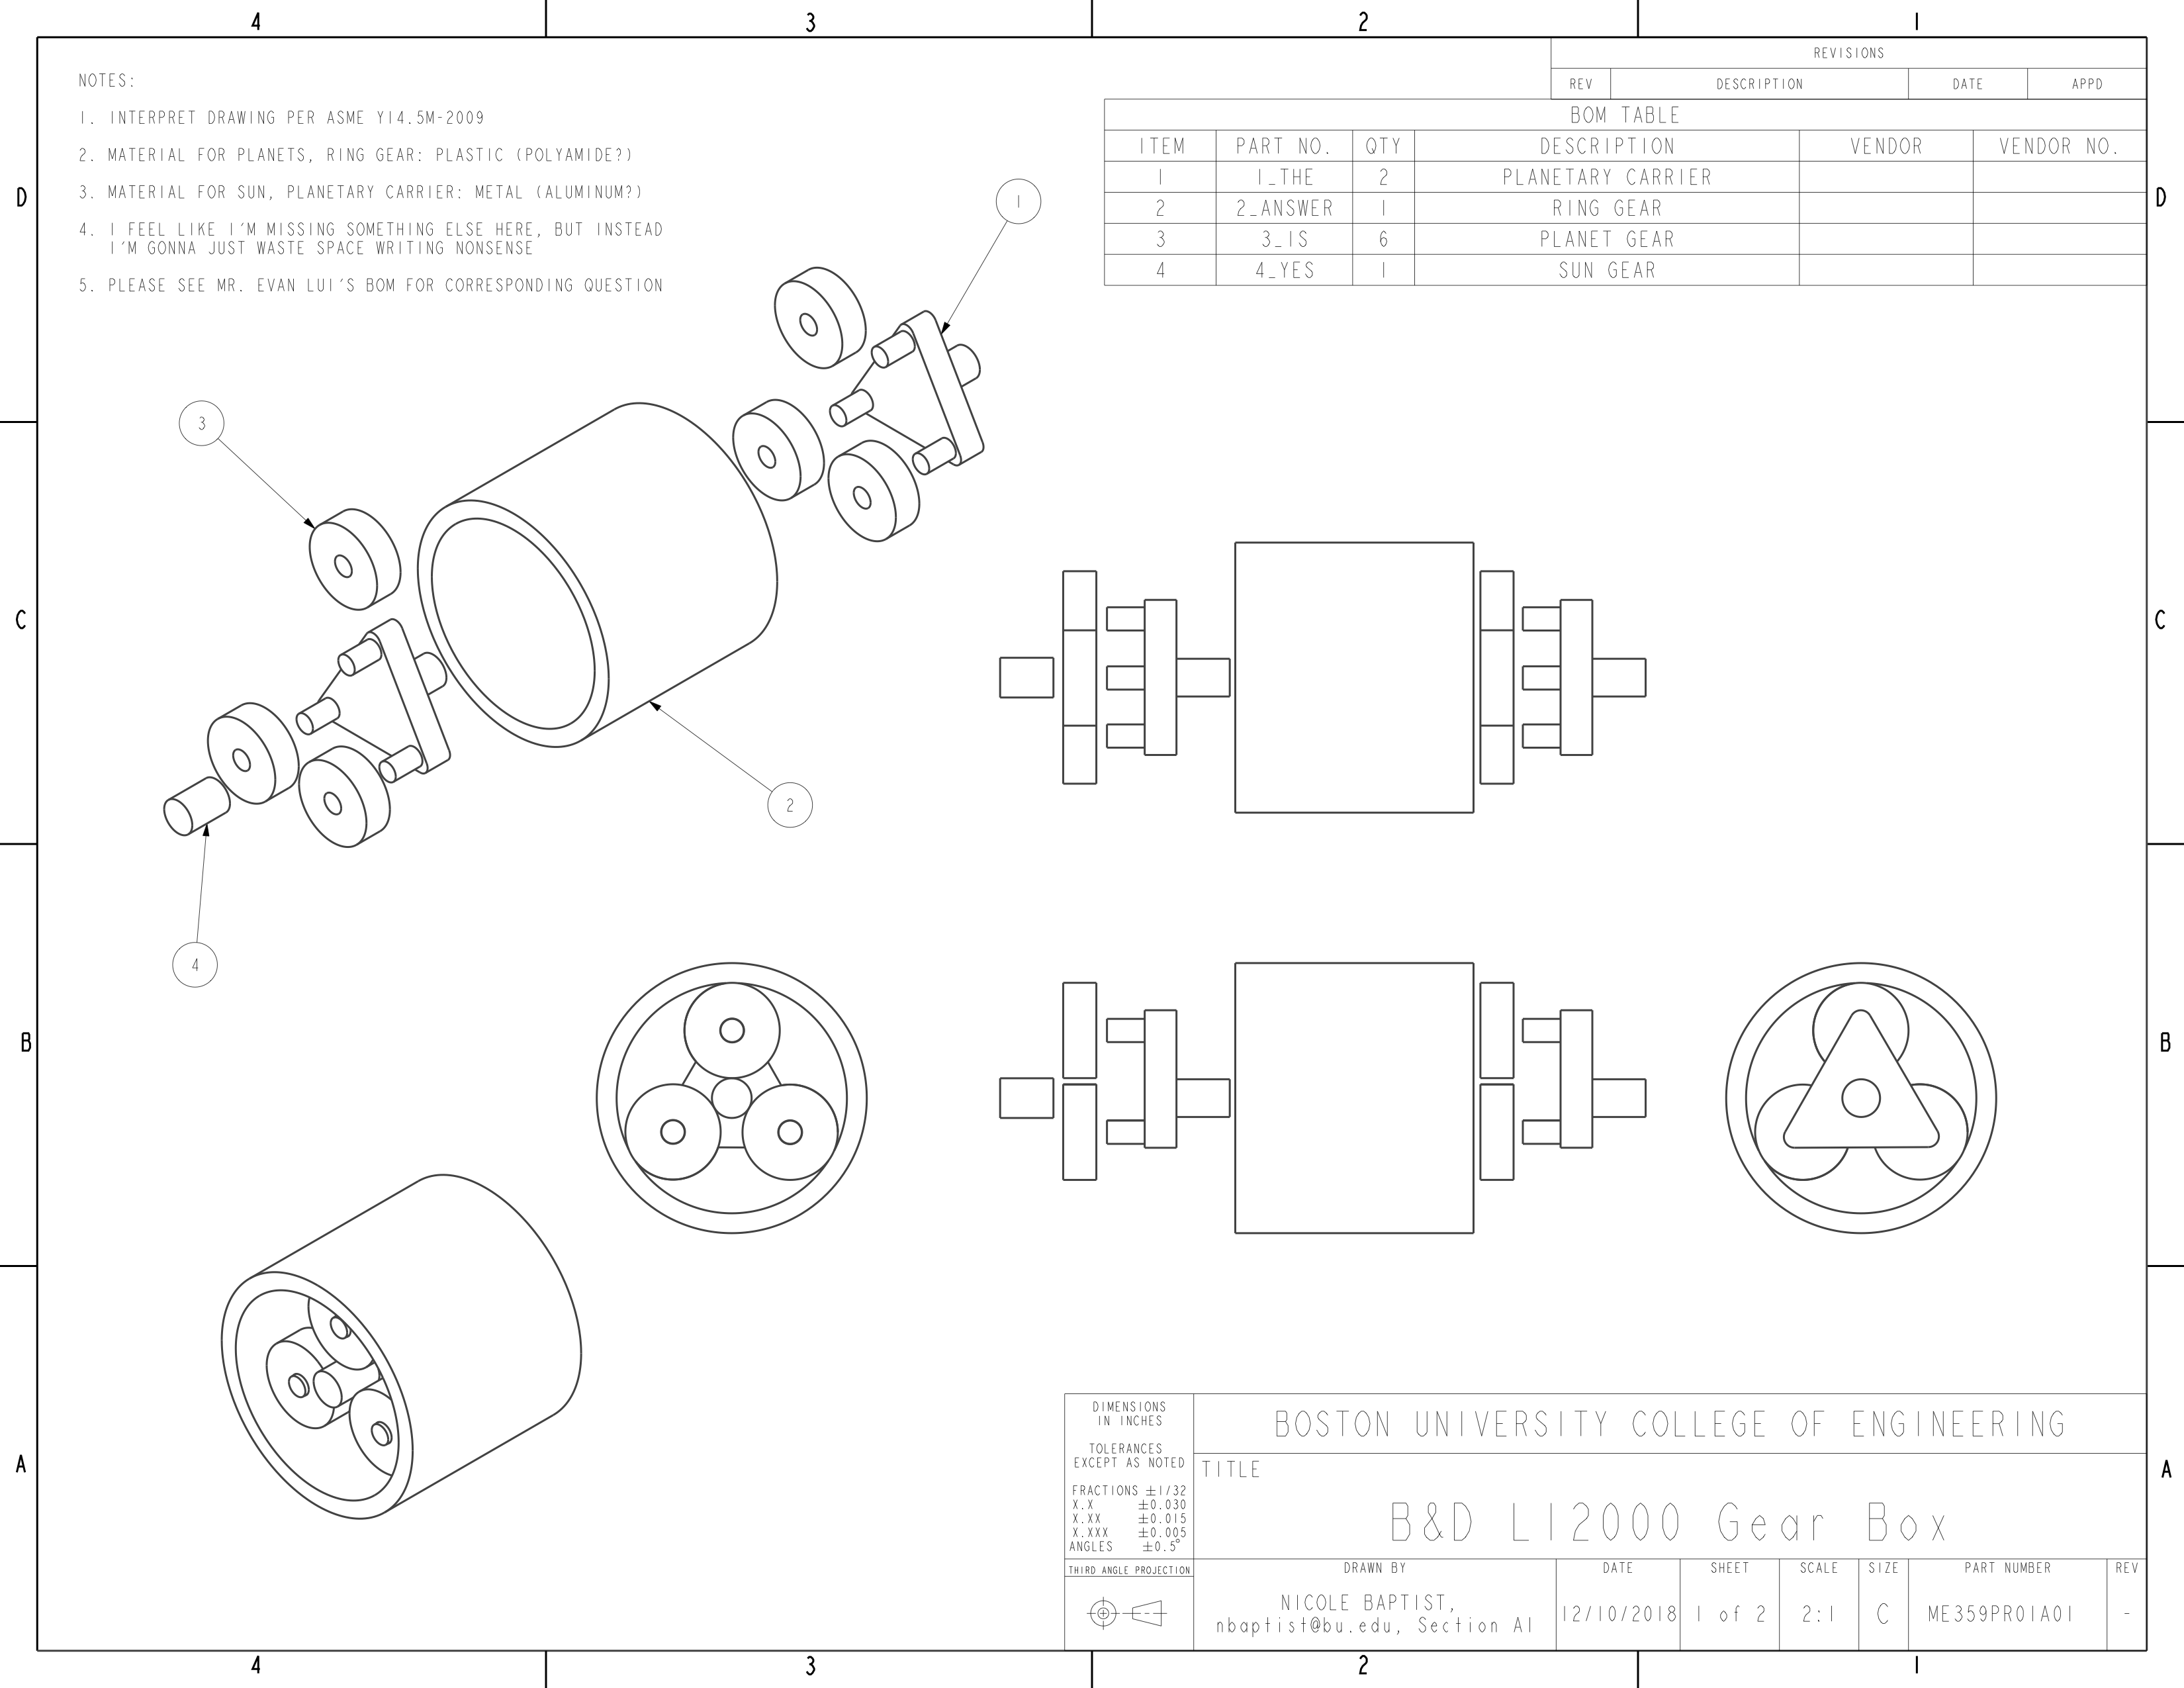 4 3 2 1
NOTES:
1. INTERPRET DRAWING PER ASME Y14.5M-2009
2. MATERIAL FOR PLANETS, RING GEAR: PLASTIC (POLYAMIDE?)
3. MATERIAL FOR SUN, PLANETARY CARRIER: METAL (ALUMINUM?)
4. I FEEL LIKE I'M MISSING SOMETHING ELSE HERE, BUT INSTEAD
I'M GONNA JUST WASTE SPACE WRITING NONSENSE
5. PLEASE SEE MR. EVAN LUI'S BOM FOR CORRESPONDING QUESTION
REVISIONS
REV DESCRIPTION DATE APPD
BOM TABLE
ITEM PART NO. QTY DESCRIPTION VENDOR VENDOR NO.
1 1_THE 2 PLANETARY CARRIER
2 2_ANSWER 1 RING GEAR
3 3_IS 6 PLANET GEAR
4 4_YES 1 SUN GEAR
D D
1
3
C C
2
4
B B
A A
DIMENSIONS
IN INCHES
TOLERANCES
EXCEPT AS NOTED
FRACTIONS ±1/32
X.X ±0.030
X.XX ±0.015
X.XXX ±0.005
ANGLES ±0.5°
THIRD ANGLE PROJECTION
BOSTON UNIVERSITY COLLEGE OF ENGINEERING
TITLE
B&D LI2000 Gear Box
DRAWN BY
NICOLE BAPTIST,
nbaptist@bu.edu, Section A1
DATE
12/10/2018
SHEET
1 of 2
SCALE
2:1
SIZE
C
PART NUMBER
ME359PR01A01
REV
-
4 3 2 1